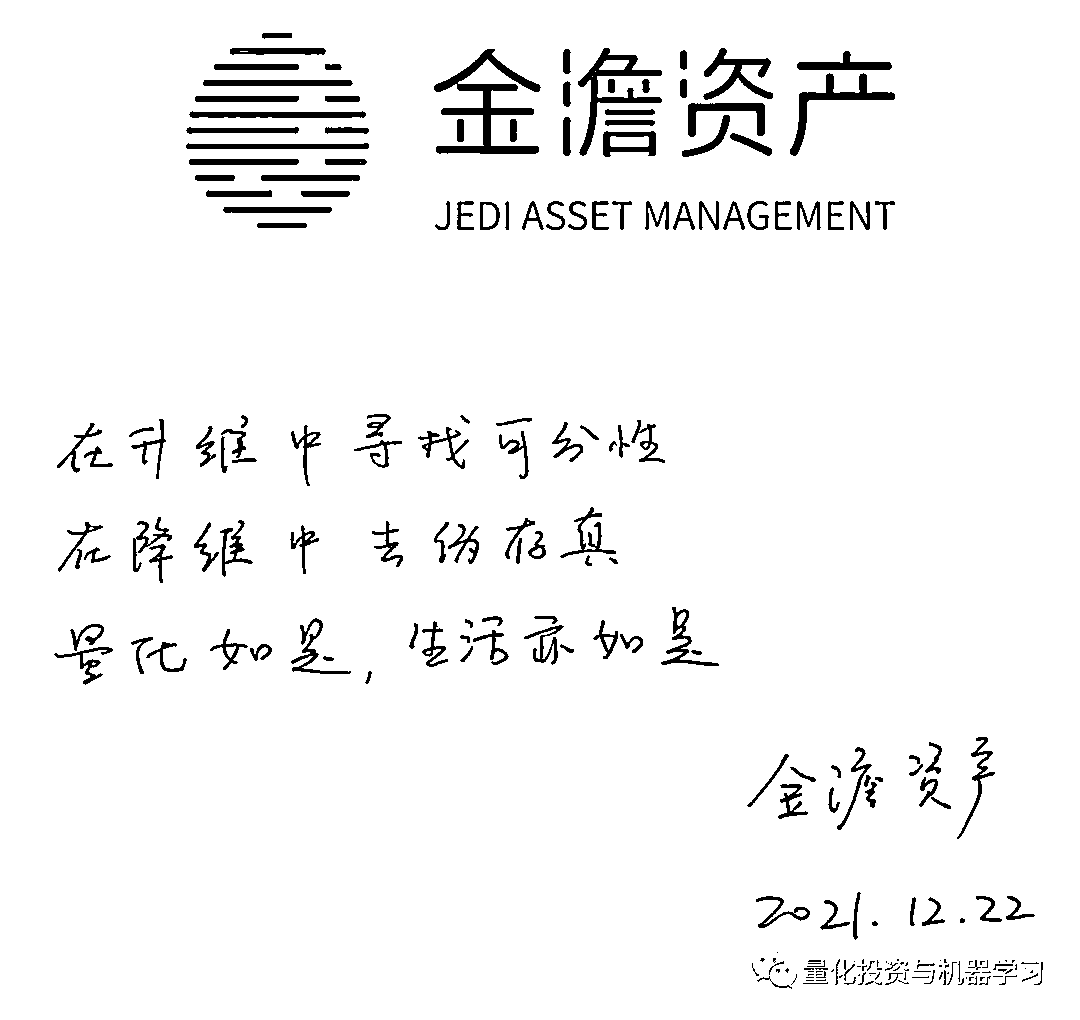 金澹资产
JEDI ASSET MANAGEMENT
在升维中寻找可分性
在降维中去伪存真
量化如是，生活亦如是
金澹资产
2021.12.22
量化投资与机器学习